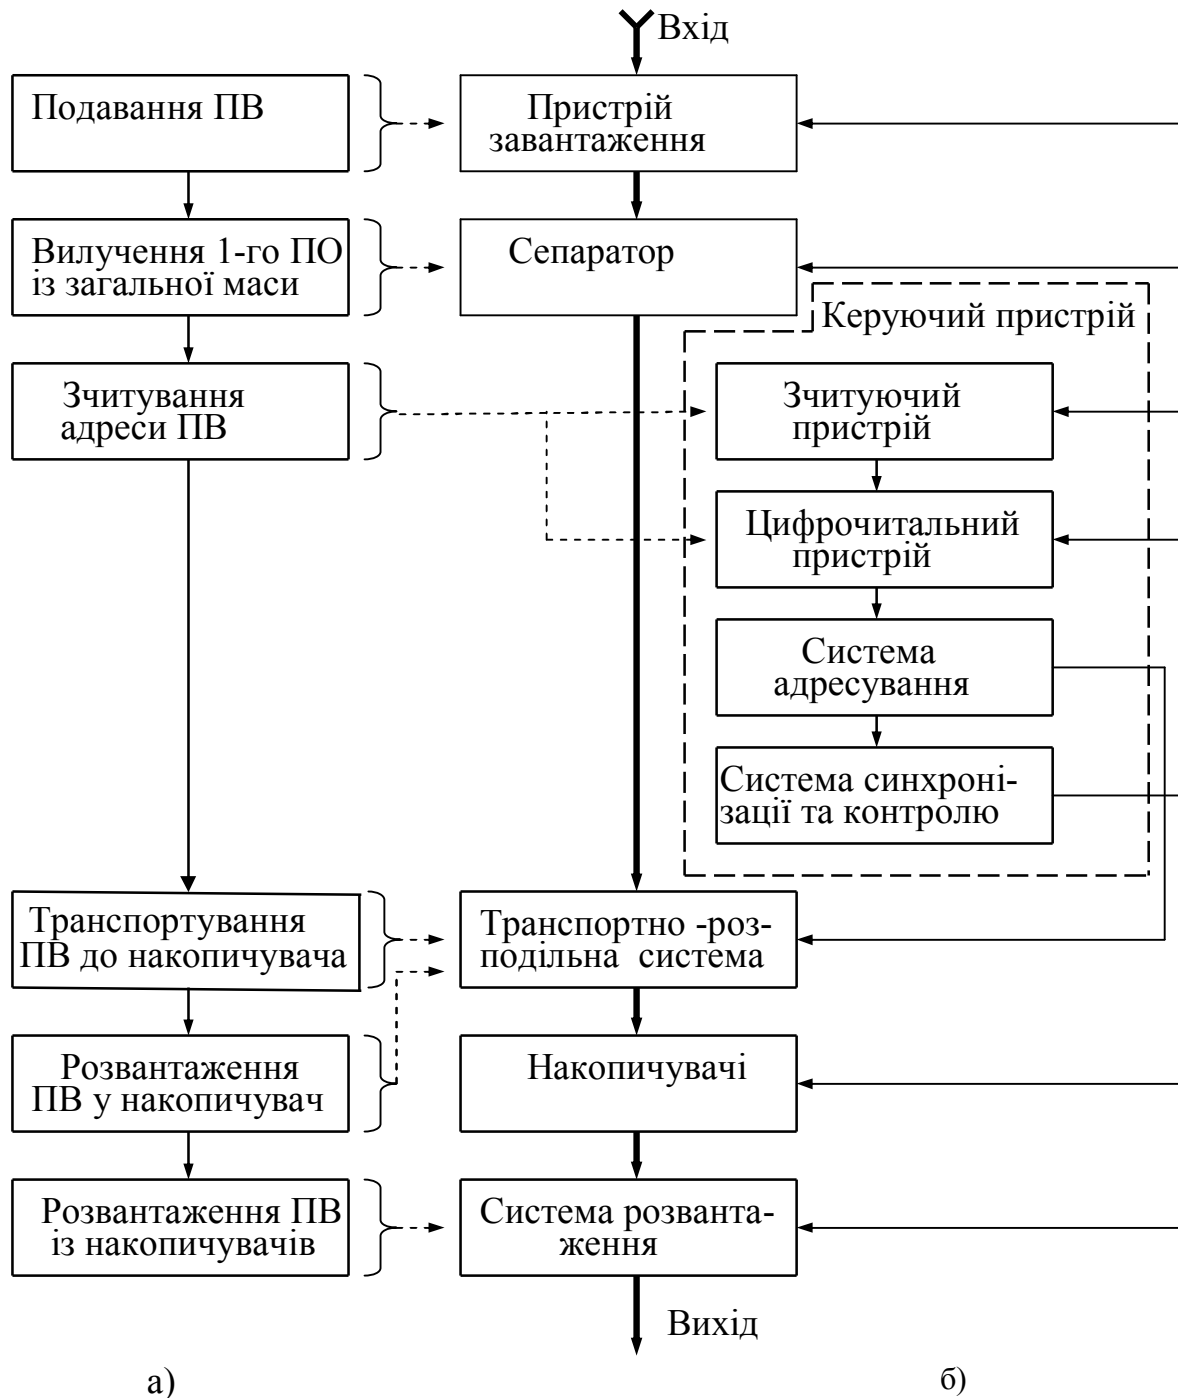 Вхід
Подавання ПВ
Пристрій
завантаження
Вилучення 1-го ПО
із загальної маси
Сепаратор
Керуючий пристрій
Зчитування
адреси ПВ
Зчитуючий
пристрій
Цифрочитальний
пристрій
Система
адресування
Система синхроні-
зації та контролю
Транспортування
ПВ до накопичувача
Транспортно -роз-
подільна система
Розвантаження
ПВ у накопичувач
Накопичувачі
Розвантаження ПВ
із накопичувачів
Система розванта-
ження
Вихід
а)
б)